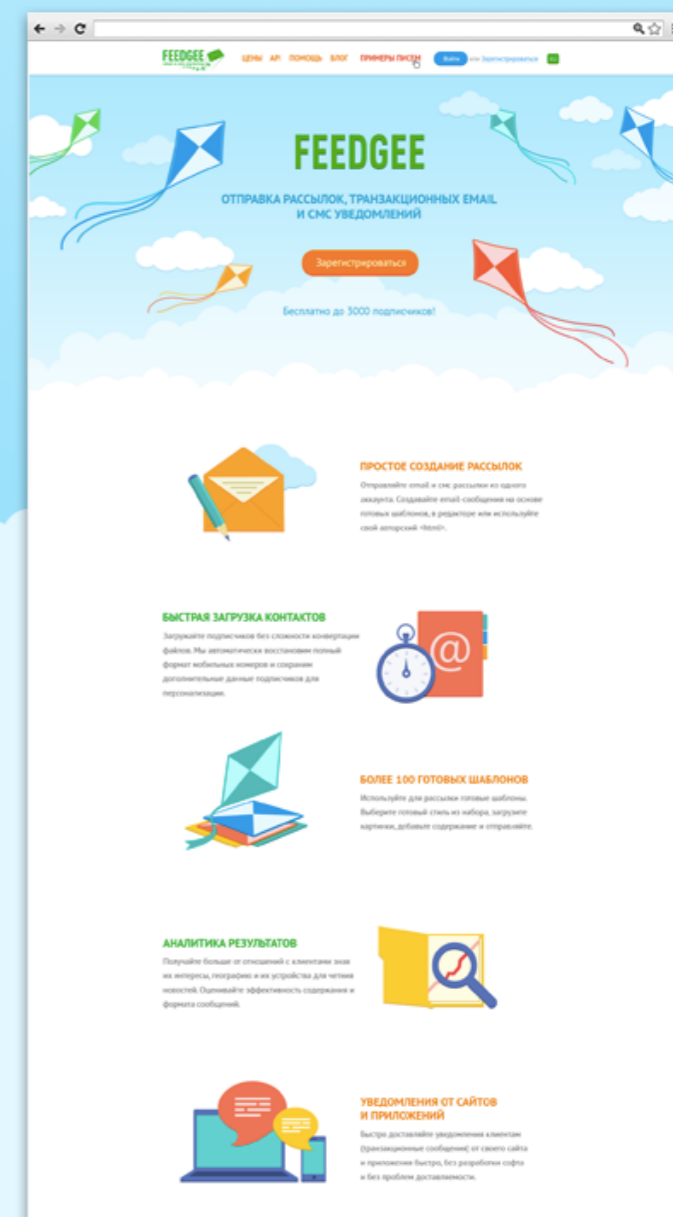 FEEDGEE
ЦЕНЫ API ПОМОЩЬ БЛОГ ПРИМЕРЫ ПИСЕМ Войти или Зарегистрироваться RU
FEEDGEE
ОТПРАВКА РАССЫЛОК, ТРАНЗАКЦИОННЫХ EMAIL
И СМС УВЕДОМЛЕНИЙ
Зарегистрироваться
Бесплатно до 3000 подписчиков!
ПРОСТОЕ СОЗДАНИЕ РАССЫЛОК
Отправляйте email и смс рассылки из одного
аккаунта. Создавайте email-сообщения на основе
готовых шаблонов, в редакторе или используйте
свой авторский <html>.
БЫСТРАЯ ЗАГРУЗКА КОНТАКТОВ
Загружайте подписчиков без сложности конвертации
файлов. Мы автоматически восстановим полный
формат мобильных номеров и сохраним
дополнительные данные подписчиков для
персонализации.
@
БОЛЕЕ 100 ГОТОВЫХ ШАБЛОНОВ
Используйте для рассылки готовые шаблоны.
Выберите готовый стиль из набора, загрузите
картинки, добавьте содержание и отправляйте.
АНАЛИТИКА РЕЗУЛЬТАТОВ
Получайте больше от отношений с клиентами зная
их интересы, географию и их устройства для четких
новостей. Оценивайте эффективность содержания и
формата сообщений.
УВЕДОМЛЕНИЯ ОТ САЙТОВ
И ПРИЛОЖЕНИЙ
Быстро доставляйте уведомления клиентам
(транзакционные сообщения) от своего сайта
и приложения быстро, без разработки софта
и без проблем доставляемости.